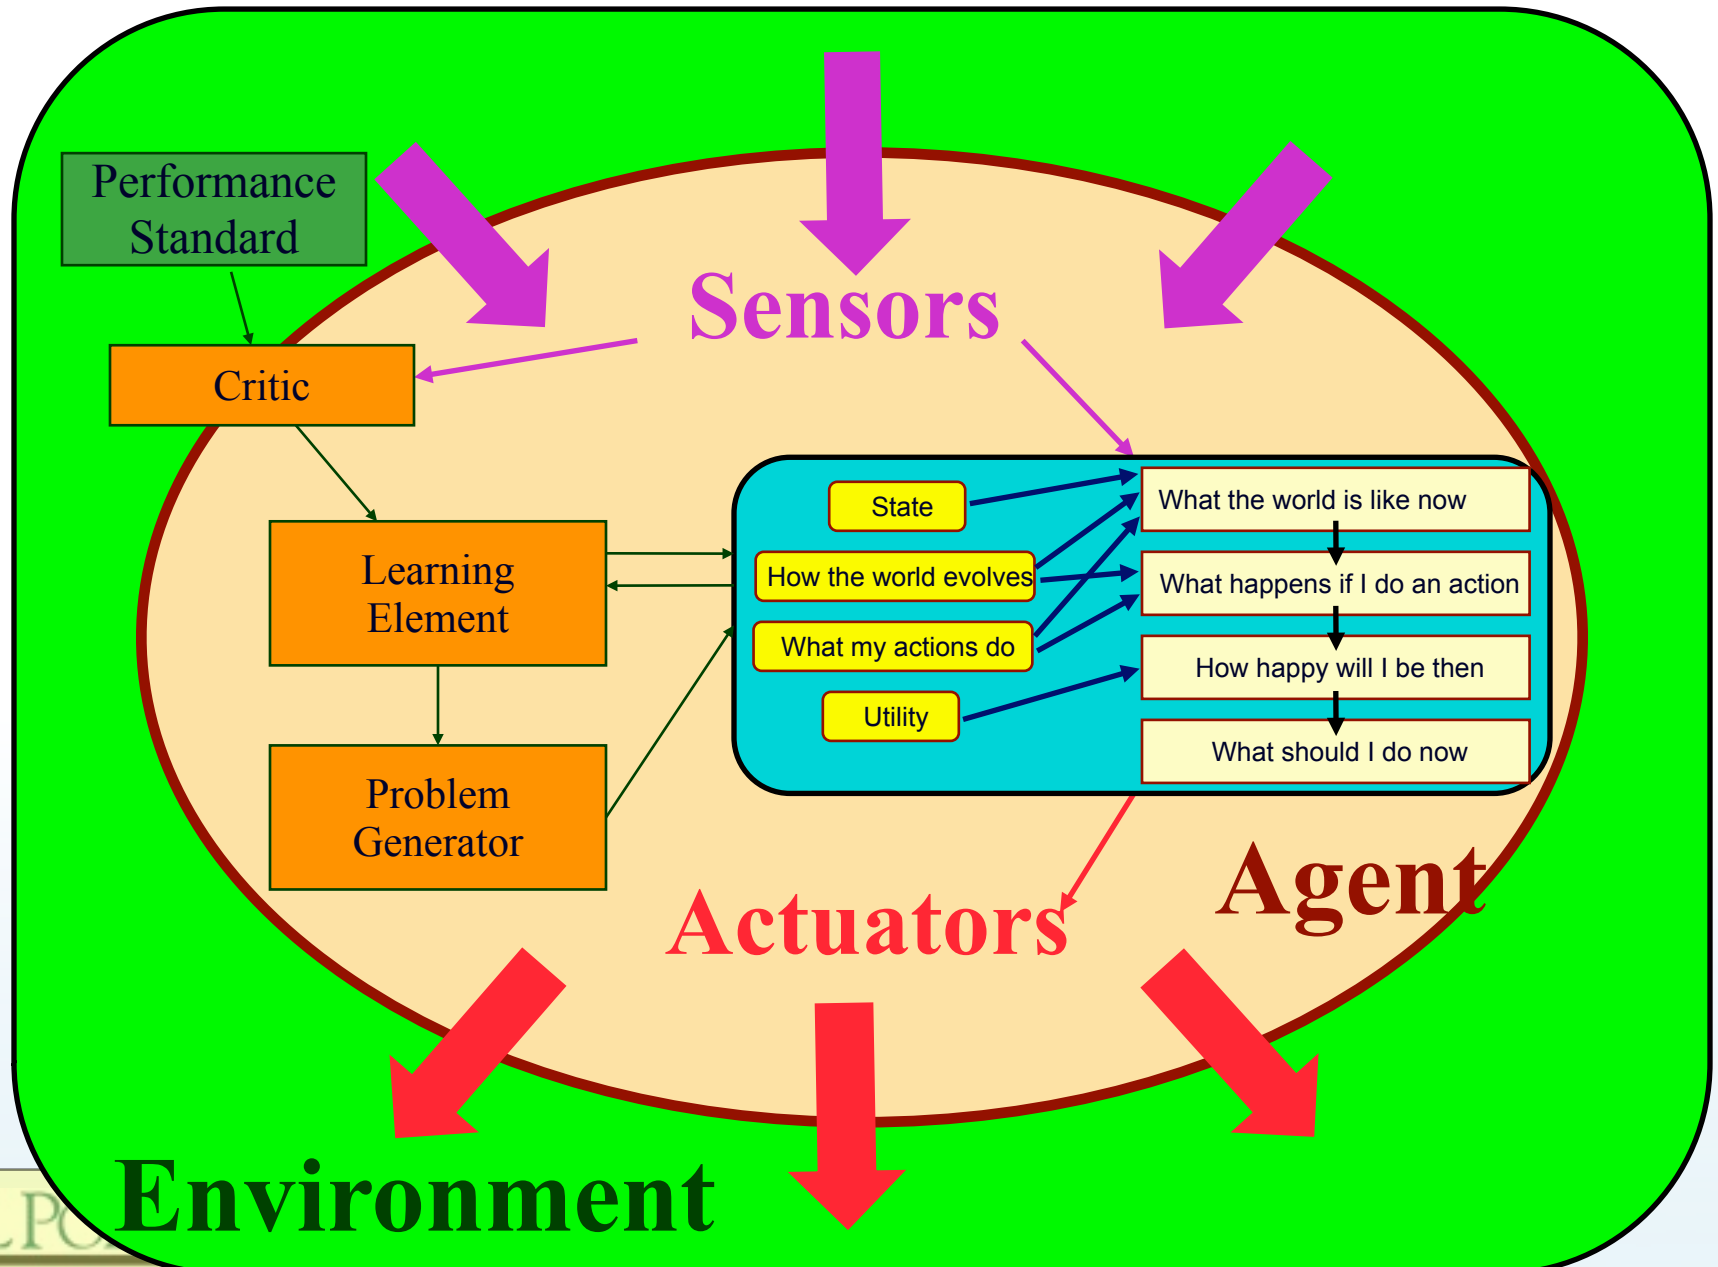 Performance
Standard
Sensors
Critic
State
What the world is like now
How the world evolves
What happens if I do an action
Learning
Element
What my actions do
How happy will I be then
Utility
What should I do now
Problem
Generator
Agent
Actuators
Environment